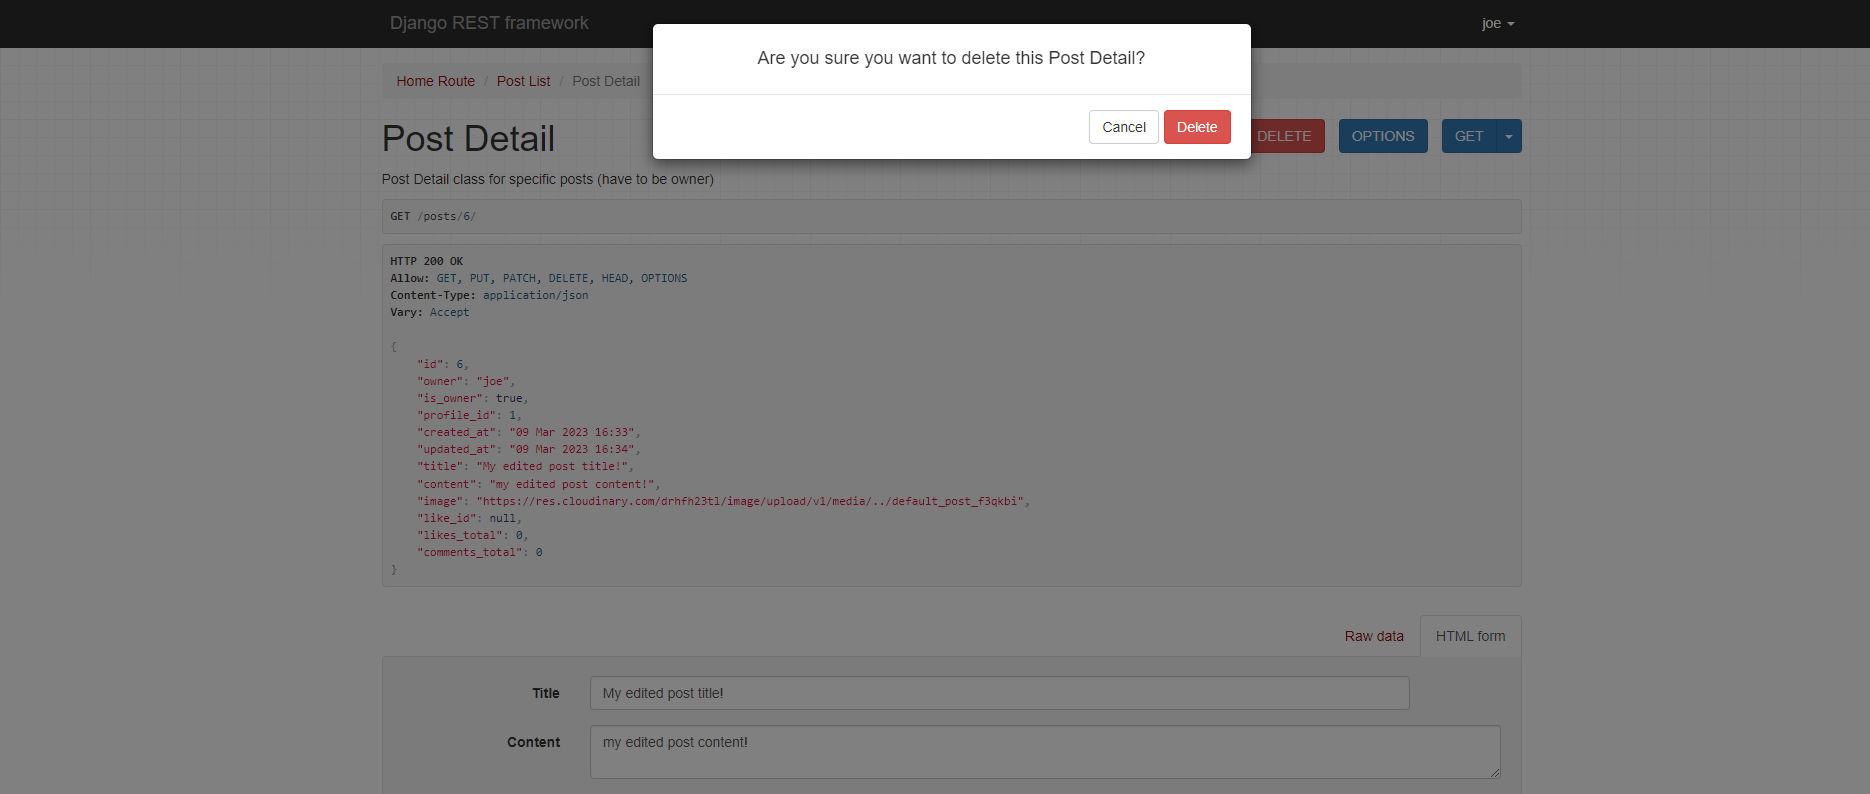 Django REST framework
joe
Are you sure you want to delete this Post Detail?
Cancel Delete
Home Route / Post List / Post Detail
Post Detail
DELETE OPTIONS GET
Post Detail class for specific posts (have to be owner)
GET /posts/6/
HTTP 200 OK
Allow: GET, PUT, PATCH, DELETE, HEAD, OPTIONS
Content-Type: application/json
Vary: Accept
{
"id": 6,
"owner": "joe",
"is_owner": true,
"profile_id": 1,
"created_at": "09 Mar 2023 16:33",
"updated_at": "09 Mar 2023 16:34",
"title": "My edited post title!",
"content": "my edited post content!",
"image": "https://res.cloudinary.com/drhfh23tl/image/upload/v1/media/../default_post_f3qkbi",
"like_id": null,
"likes_total": 0,
"comments_total": 0
}
Raw data HTML form
Title My edited post title!
Content my edited post content!